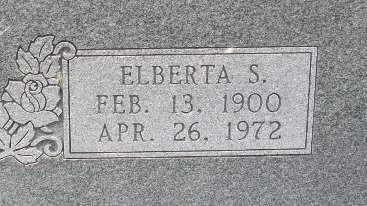 ELBERTA S.
FEB. 13, 1900
APR. 26, 1972